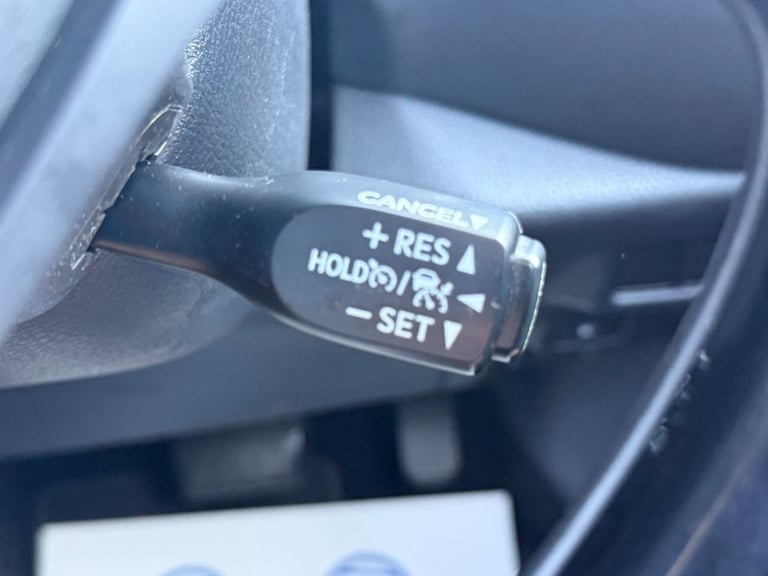 CANCEL▼
+ RES ▲
HOLD / ◀
− SET ▼